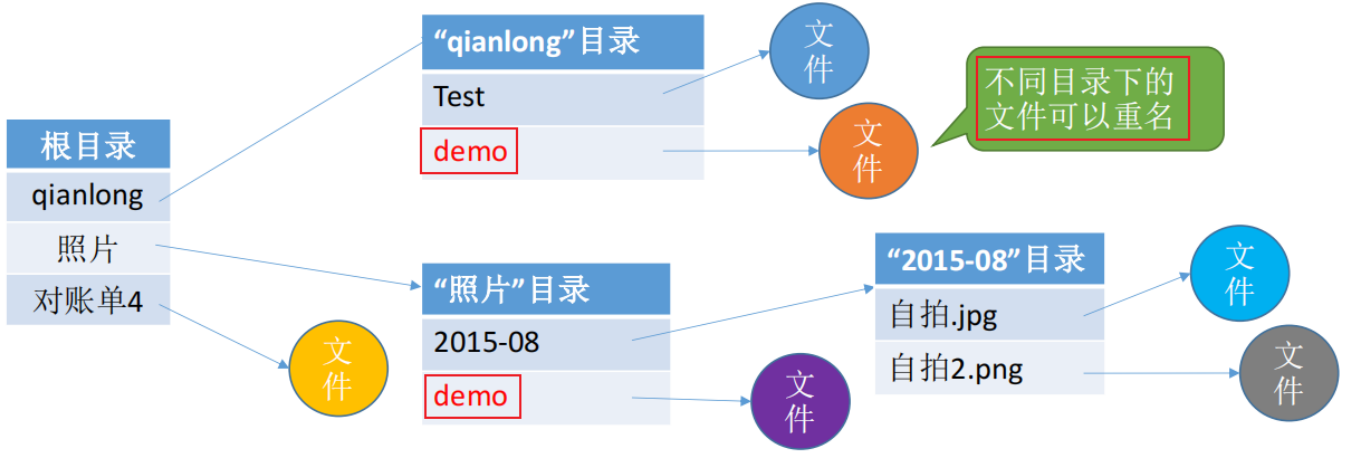 根目录
qianlong
照片
对账单4
文
件
“qianlong”目录
Test
demo
文
件
文
件
不同目录下的
文件可以重名
“照片”目录
2015-08
demo
文
件
“2015-08”目录
自拍.jpg
自拍2.png
文
件
文
件